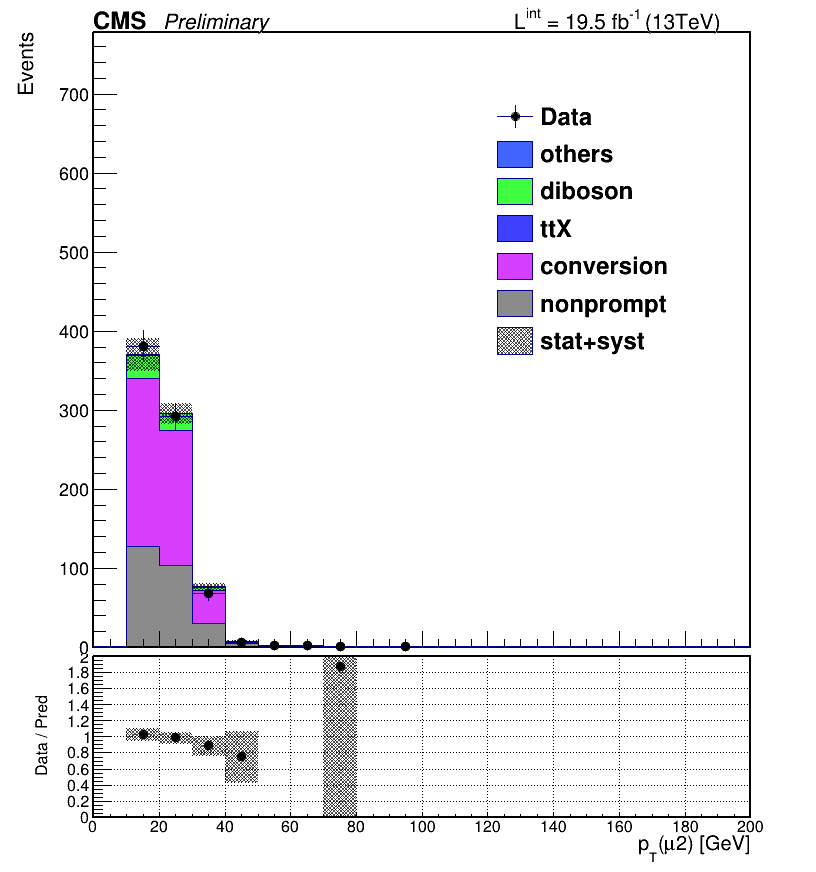 CMS Preliminary L^int = 19.5 fb^-1 (13TeV)
Events
700
600
500
400
300
200
100
0
Data
others
diboson
ttX
conversion
nonprompt
stat+syst
Data / Pred
2
1.8
1.6
1.4
1.2
1
0.8
0.6
0.4
0.2
0
0 20 40 60 80 100 120 140 160 180 200
p_T(μ2) [GeV]